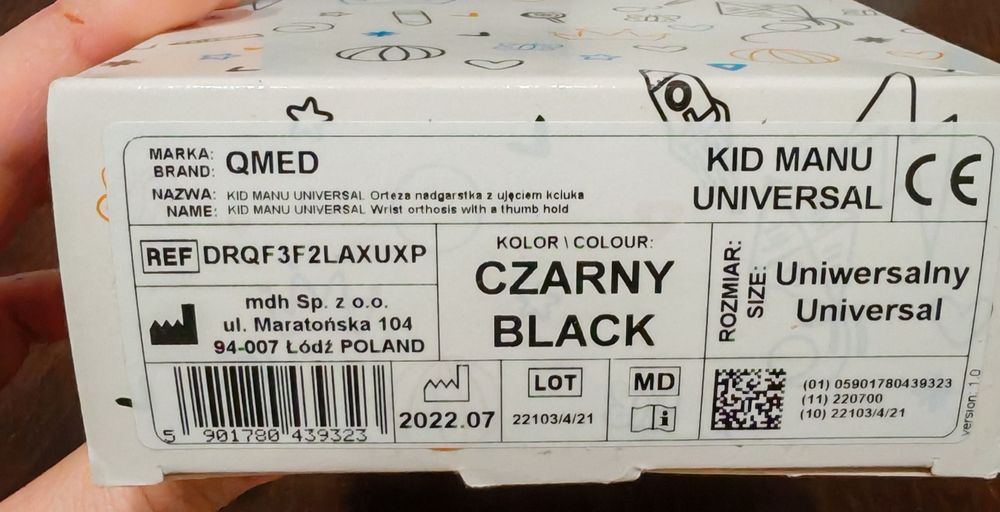 MARKA:
BRAND: QMED
NAZWA: KID MANU UNIVERSAL Orteza nadgarstka z ujęciem kciuka
NAME: KID MANU UNIVERSAL Wrist orthosis with a thumb hold
KID MANU
UNIVERSAL
CE
REF DRQF3F2LAXUXP
mdh Sp. z o.o.
ul. Maratońska 104
94-007 Łódź POLAND
KOLOR \ COLOUR:
CZARNY
BLACK
ROZMIAR:
SIZE:
Uniwersalny
Universal
5 901780 439323
2022.07
LOT
22103/4/21
MD
i
(01) 05901780439323
(11) 220700
(10) 22103/4/21
version: 1.0